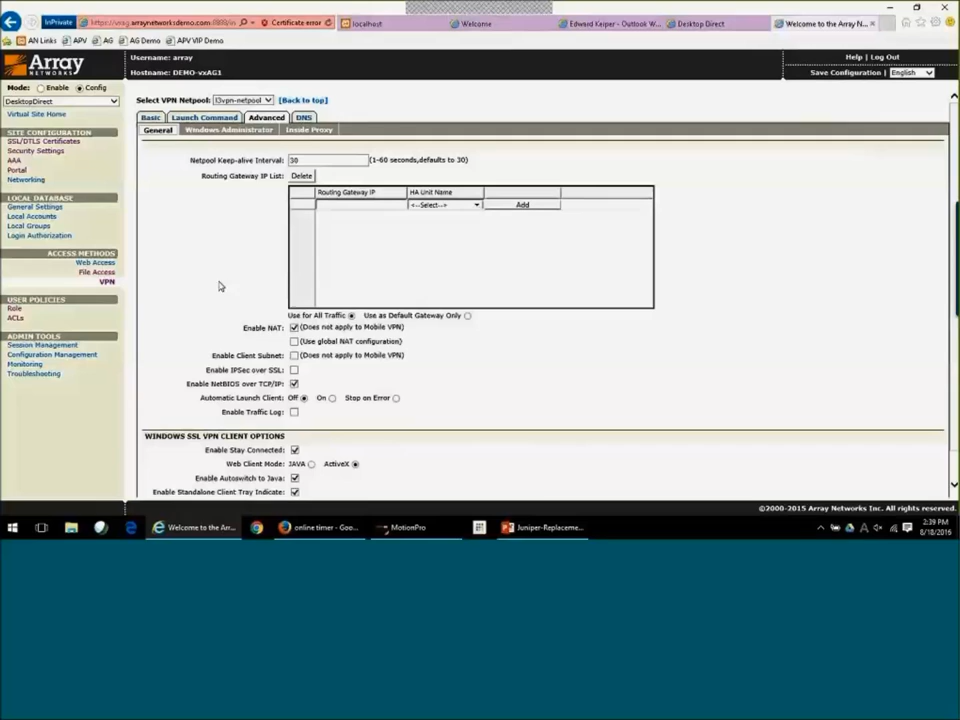 InPrivate https://vxag.arraynetworksdemo.com:8888/in Certificate error localhost Welcome Edward Keiper - Outlook W... Desktop Direct Welcome to the Array N...
AN Links APV AG AG Demo APV VIP Demo
Array
NETWORKS
Username: array
Hostname: DEMO-vxAG1
Help | Log Out
Save Configuration | English
Mode: Enable Config
DesktopDirect
Virtual Site Home
SITE CONFIGURATION
SSL/DTLS Certificates
Security Settings
AAA
Portal
Networking
LOCAL DATABASE
General Settings
Local Accounts
Local Groups
Login Authorization
ACCESS METHODS
Web Access
File Access
VPN
USER POLICIES
Role
ACLs
ADMIN TOOLS
Session Management
Configuration Management
Monitoring
Troubleshooting
Select VPN Netpool: l3vpn-netpool [Back to top]
Basic Launch Command Advanced DNS
General Windows Administrator Inside Proxy
Netpool Keep-alive Interval: 30 (1-60 seconds,defaults to 30)
Routing Gateway IP List: Delete
Routing Gateway IP HA Unit Name
<--Select--> Add
Use for All Traffic Use as Default Gateway Only
Enable NAT: (Does not apply to Mobile VPN)
(Use global NAT configuration)
Enable Client Subnet: (Does not apply to Mobile VPN)
Enable IPSec over SSL:
Enable NetBIOS over TCP/IP:
Automatic Launch Client: Off On Stop on Error
Enable Traffic Log:
WINDOWS SSL VPN CLIENT OPTIONS
Enable Stay Connected:
Web Client Mode: JAVA ActiveX
Enable Autoswitch to Java:
Enable Standalone Client Tray Indicate:
©2000-2015 Array Networks Inc. All rights reserved.
Welcome to the Arr... online timer - Goo... MotionPro Juniper-Replaceme...
2:39 PM
8/18/2016